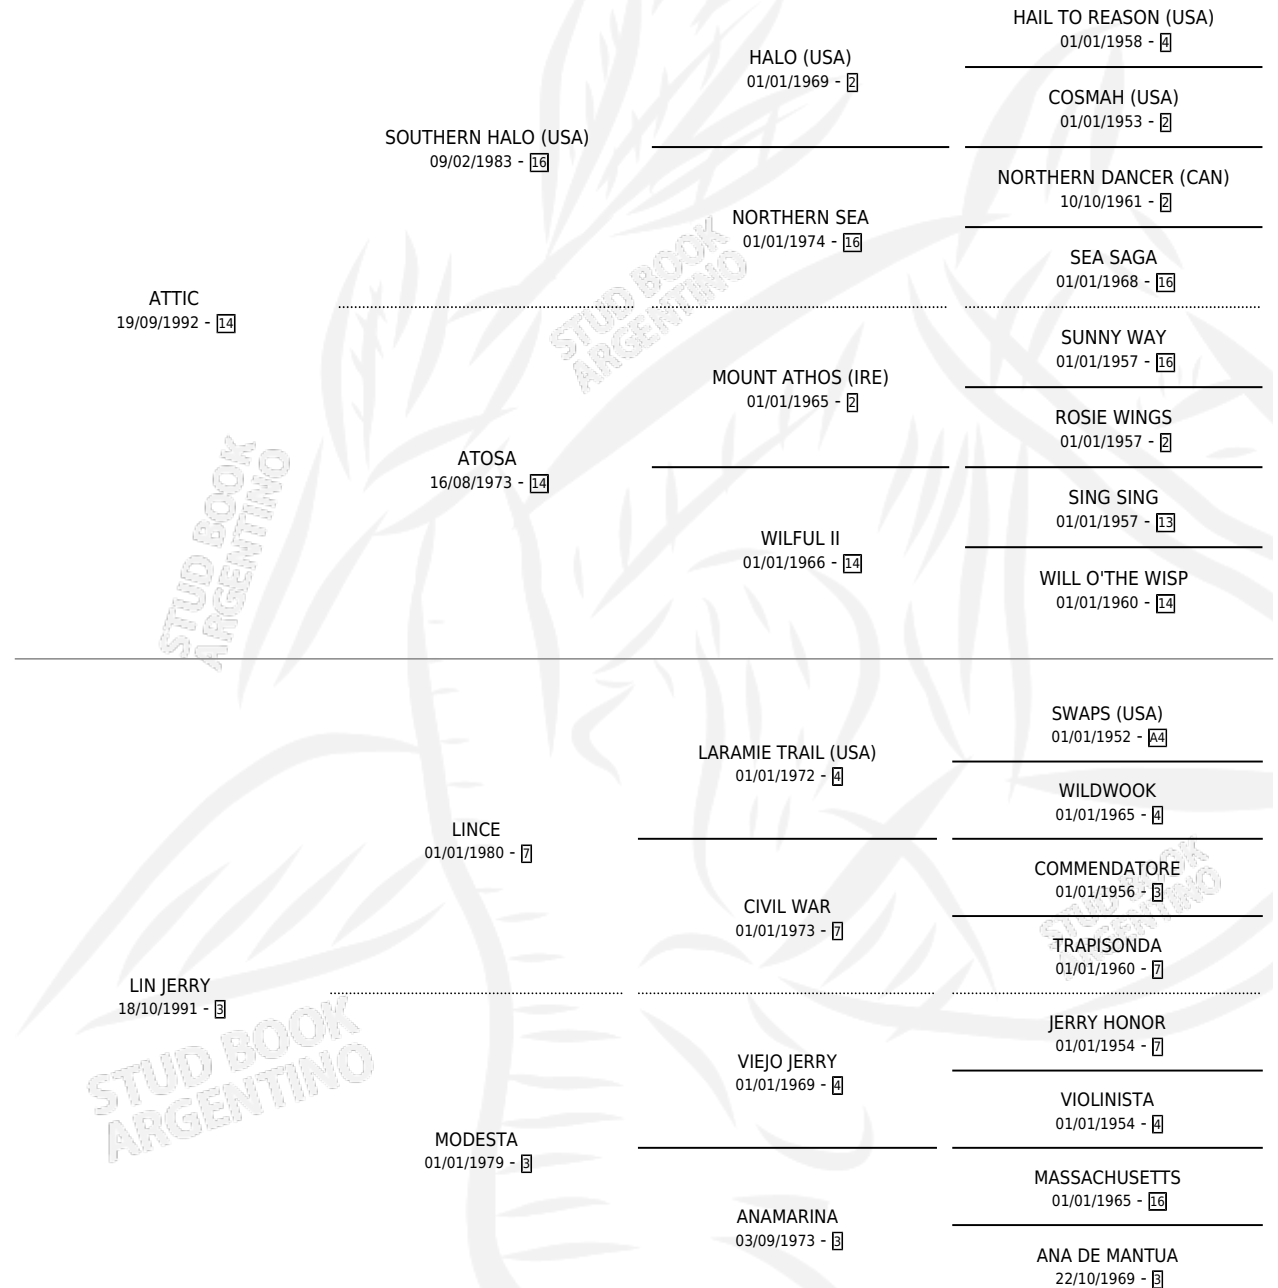 HAIL TO REASON (USA)
01/01/1958 - 4
HALO (USA)
01/01/1969 - 2
COSMAH (USA)
01/01/1953 - 2
SOUTHERN HALO (USA)
09/02/1983 - 16
NORTHERN DANCER (CAN)
10/10/1961 - 2
NORTHERN SEA
01/01/1974 - 16
SEA SAGA
01/01/1968 - 16
ATTIC
19/09/1992 - 14
STUD BOOK
ARGENTINO
SUNNY WAY
01/01/1957 - 16
MOUNT ATHOS (IRE)
01/01/1965 - 2
ROSIE WINGS
01/01/1957 - 2
ATOSA
16/08/1973 - 14
SING SING
01/01/1957 - 13
WILFUL II
01/01/1966 - 14
WILL O'THE WISP
01/01/1960 - 14
STUD BOOK
ARGENTINO
SWAPS (USA)
01/01/1952 - A4
LARAMIE TRAIL (USA)
01/01/1972 - 4
WILDWOOK
01/01/1965 - 4
LINCE
01/01/1980 - 7
COMMENDATORE
01/01/1956 - 3
CIVIL WAR
01/01/1973 - 7
STUD BOOK
ARGENTINO
TRAPISONDA
01/01/1960 - 7
LIN JERRY
18/10/1991 - 3
STUD BOOK
ARGENTINO
JERRY HONOR
01/01/1954 - 7
VIEJO JERRY
01/01/1969 - 4
VIOLINISTA
01/01/1954 - 4
MODESTA
01/01/1979 - 3
MASSACHUSETTS
01/01/1965 - 16
ANAMARINA
03/09/1973 - 3
ANA DE MANTUA
22/10/1969 - 3